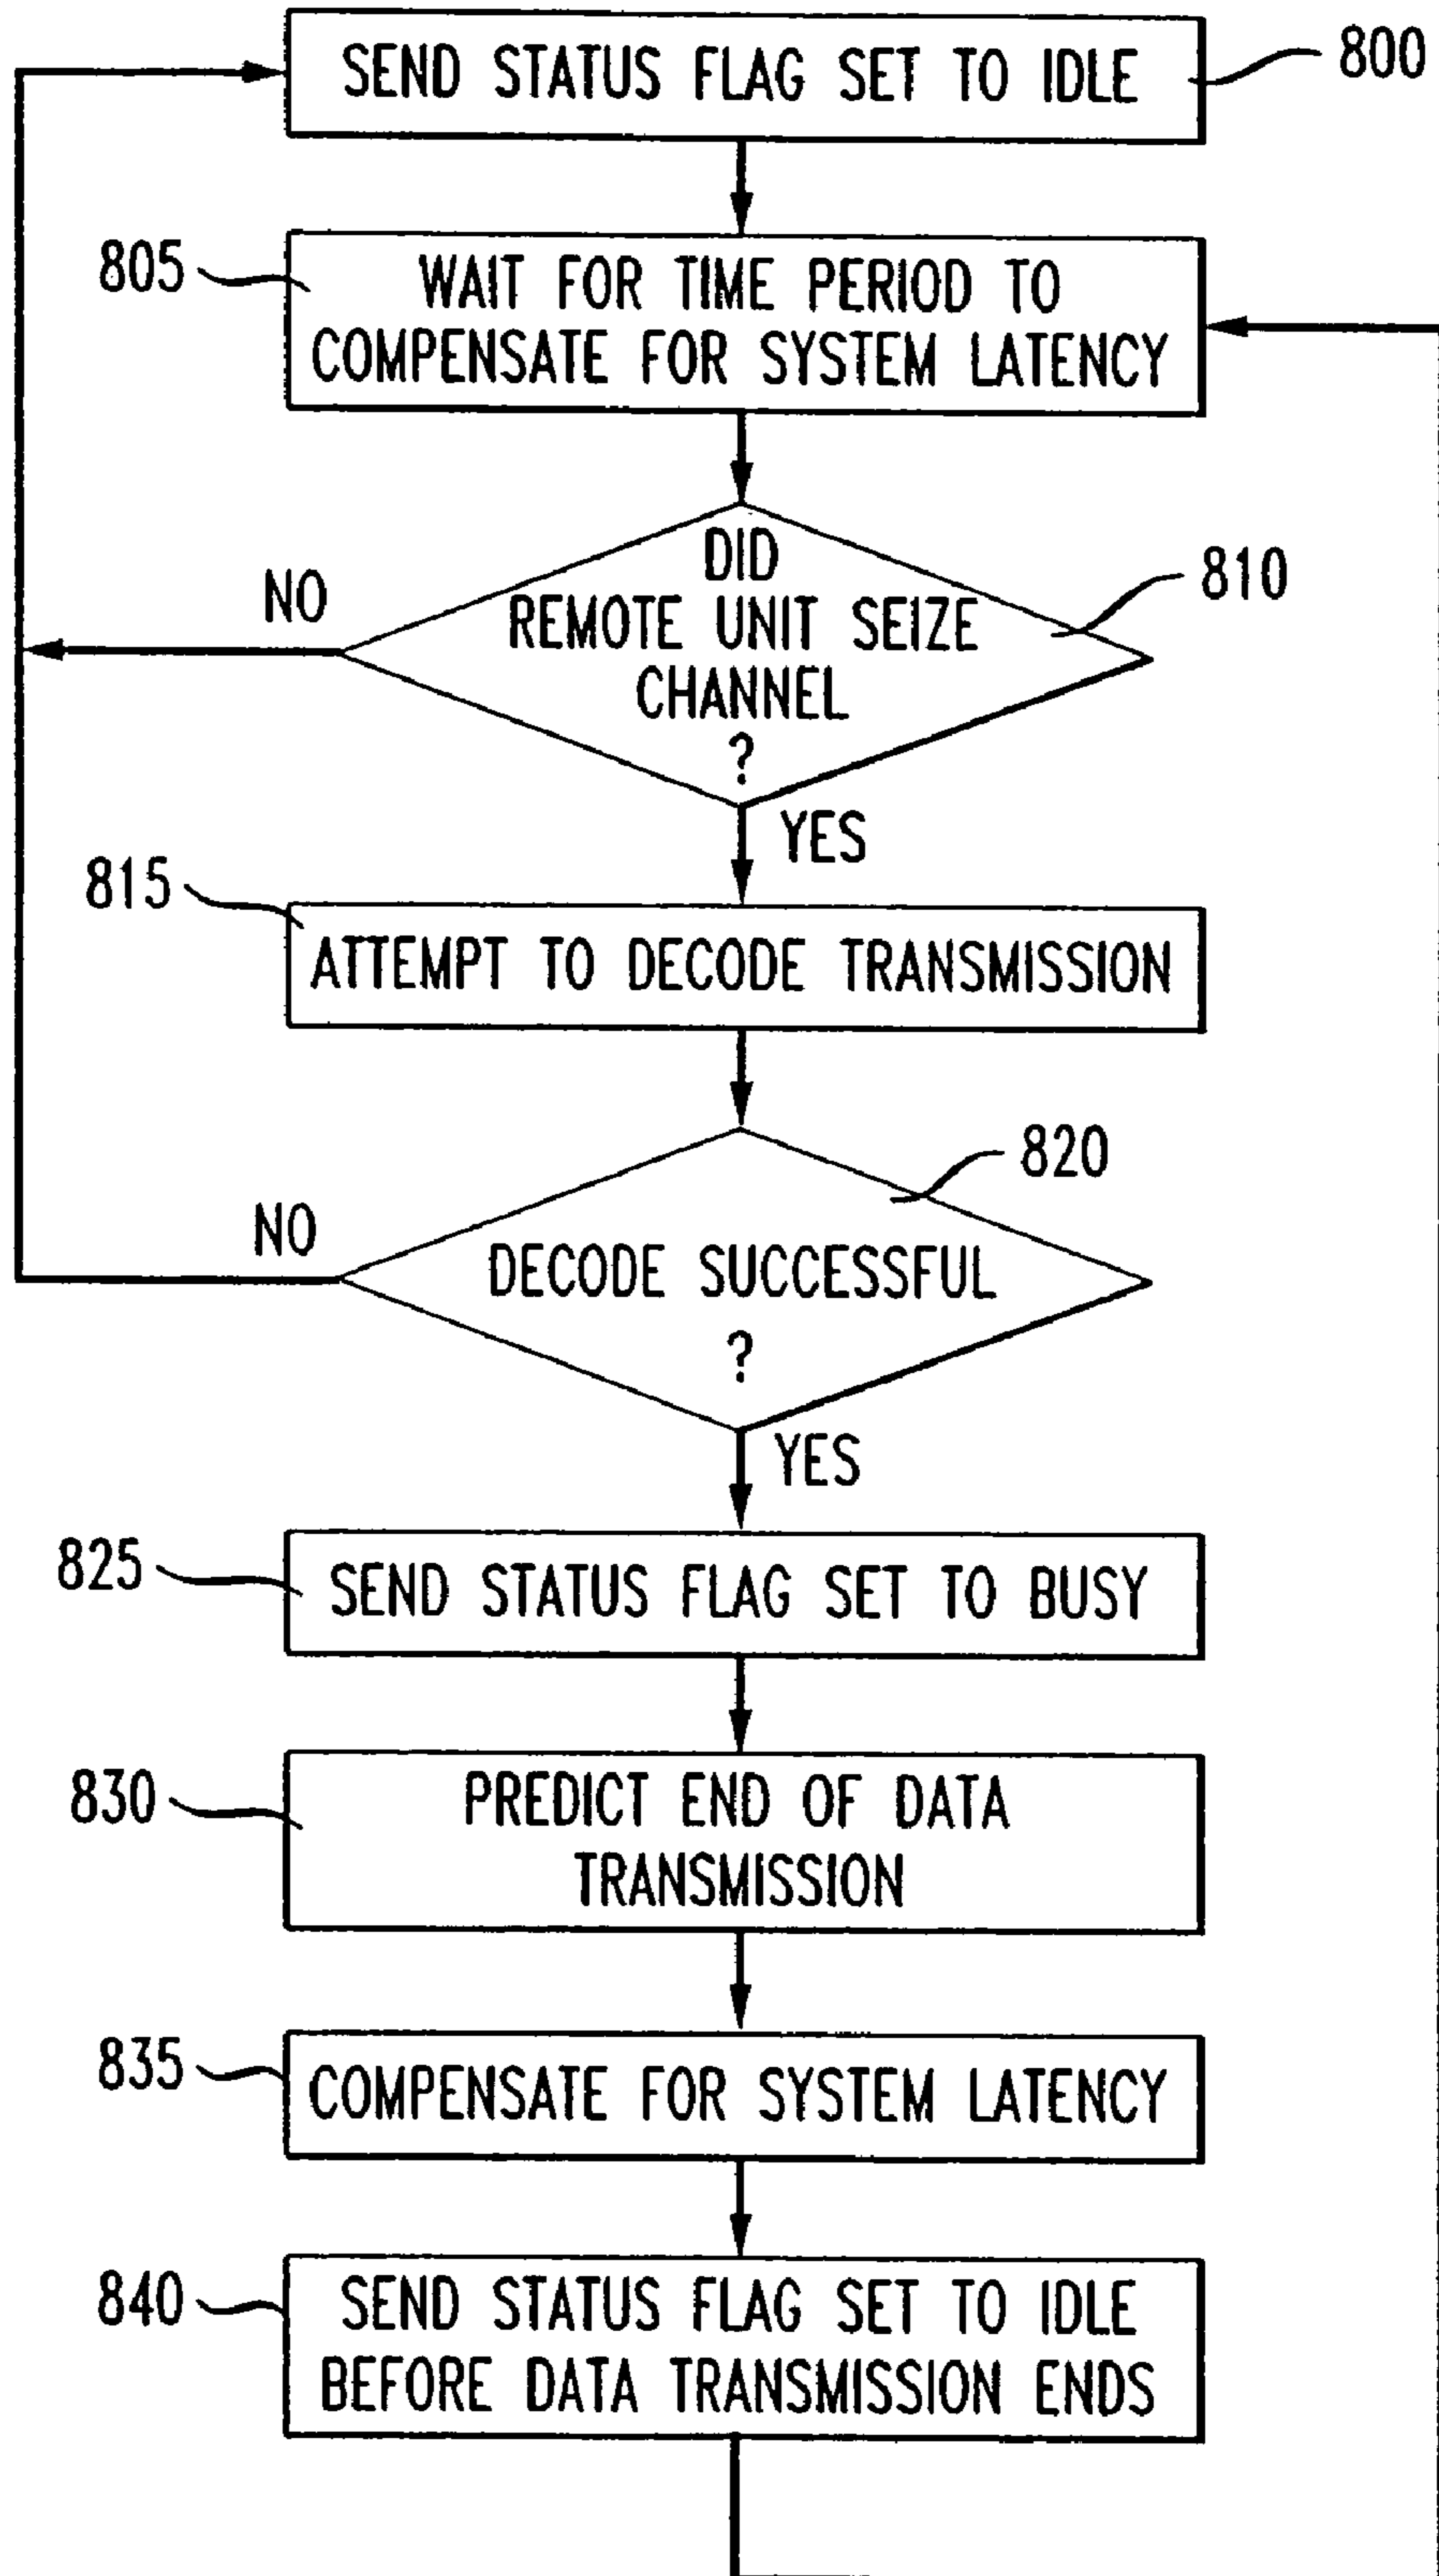 SEND STATUS FLAG SET TO IDLE
800
805
WAIT FOR TIME PERIOD TO
COMPENSATE FOR SYSTEM LATENCY
DID
REMOTE UNIT SEIZE
CHANNEL
?
810
NO
YES
815
ATTEMPT TO DECODE TRANSMISSION
820
NO
DECODE SUCCESSFUL
?
YES
825
SEND STATUS FLAG SET TO BUSY
830
PREDICT END OF DATA
TRANSMISSION
835
COMPENSATE FOR SYSTEM LATENCY
840
SEND STATUS FLAG SET TO IDLE
BEFORE DATA TRANSMISSION ENDS